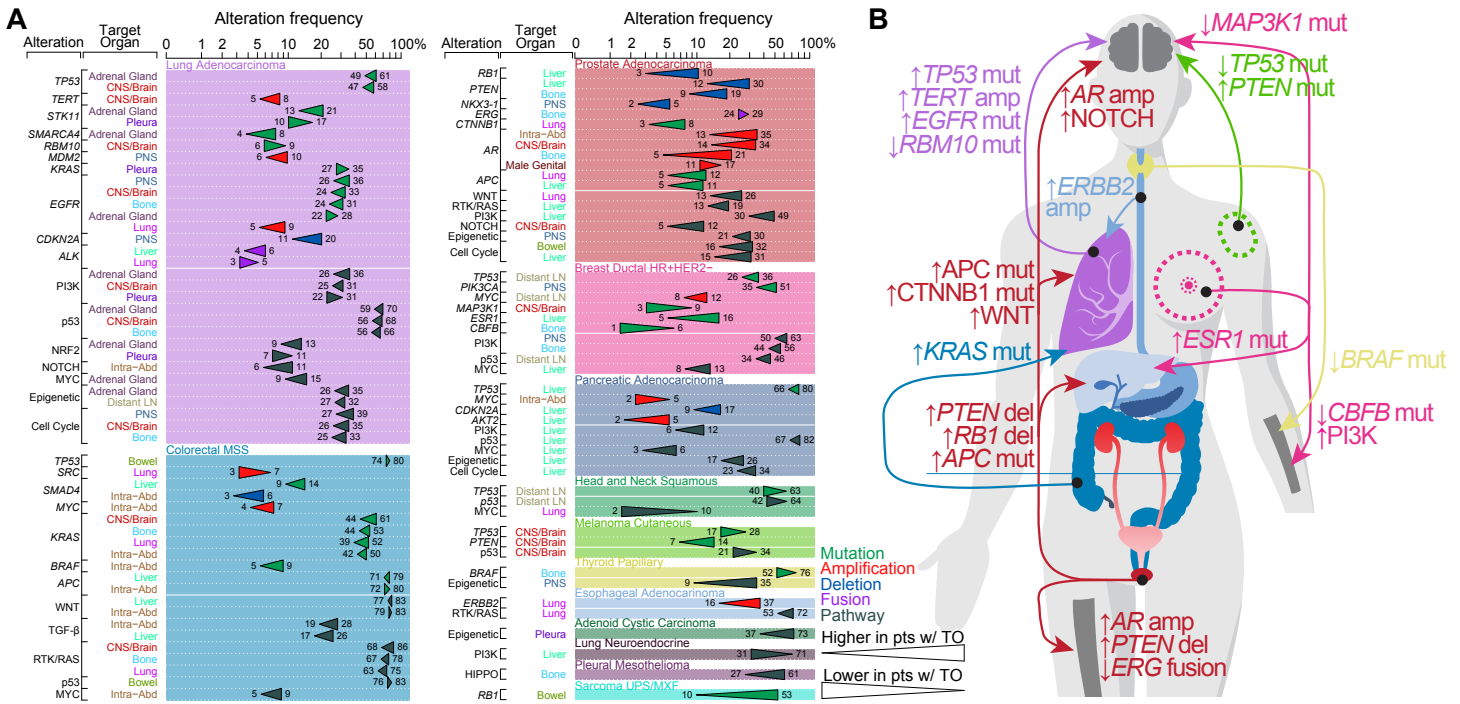 A
Alteration frequency
Alteration Target Organ 0 1 2 5 10 20 50 100%
Lung Adenocarcinoma
TP53 Adrenal Gland 49 61
CNS/Brain 47 58
TERT CNS/Brain 5 8
STK11 Adrenal Gland 13 21
Pleura 10 17
SMARCA4 Adrenal Gland 4 8
RBM10 CNS/Brain 6 9
MDM2 PNS 6 10
KRAS Pleura 27 35
EGFR PNS 26 36
CNS/Brain 24 33
Bone 24 31
Adrenal Gland 22 28
Lung 5 9
CDKN2A PNS 11 20
ALK Liver 4 6
Lung 3 5
PI3K Adrenal Gland 26 36
CNS/Brain 25 31
Pleura 22 31
p53 Adrenal Gland 59 70
CNS/Brain 56 68
Bone 56 66
NRF2 Adrenal Gland 9 13
Pleura 7 11
NOTCH Intra−Abd 6 11
MYC Adrenal Gland 9 15
Epigenetic Adrenal Gland 26 35
Distant LN 27 32
Cell Cycle PNS 27 39
CNS/Brain 26 35
Bone 25 33
Colorectal MSS
TP53 Bowel 74 80
SRC Lung 3 7
SMAD4 Liver 9 14
Intra−Abd 3 6
MYC Intra−Abd 4 7
KRAS CNS/Brain 44 61
Bone 44 53
Lung 39 52
Intra−Abd 42 50
BRAF Intra−Abd 5 9
APC Liver 71 79
Intra−Abd 72 80
WNT Liver 77 83
Intra−Abd 79 83
TGF-β Intra−Abd 19 28
Liver 17 26
RTK/RAS CNS/Brain 68 86
Bone 67 78
Lung 63 75
p53 Bowel 76 83
MYC Intra−Abd 5 9
Alteration frequency
Alteration Target Organ 0 1 2 5 10 20 50 100%
Prostate Adenocarcinoma
RB1 Liver 3 10
PTEN Liver 12 30
Bone 9 19
NKX3-1 PNS 2 5
ERG Bone 24 29
CTNNB1 Lung 3 8
AR Intra−Abd 13 35
CNS/Brain 14 34
Bone 5 21
Male Genital 11 17
APC Lung 5 12
Liver 5 11
WNT Lung 13 26
RTK/RAS Liver 13 19
PI3K Liver 30 49
NOTCH CNS/Brain 5 12
Epigenetic PNS 21 30
Cell Cycle Bowel 16 32
Liver 15 31
Breast Ductal HR+HER2−
TP53 Distant LN 26 36
PIK3CA PNS 35 51
MYC Distant LN 8 12
MAP3K1 CNS/Brain 3 9
ESR1 Liver 5 16
CBFB Bone 1 6
PI3K PNS 50 63
Bone 44 56
p53 Distant LN 34 46
MYC Liver 8 13
Pancreatic Adenocarcinoma
TP53 Liver 66 80
MYC Intra−Abd 2 5
CDKN2A Liver 9 17
AKT2 Liver 2 6
PI3K Liver 6 12
p53 Liver 67 82
MYC Liver 3 6
Epigenetic Liver 17 26
Cell Cycle Liver 23 34
Head and Neck Squamous
TP53 Distant LN 40 63
p53 Distant LN 42 64
MYC Lung 2 10
Melanoma Cutaneous
TP53 CNS/Brain 17 28
PTEN CNS/Brain 7 14
p53 CNS/Brain 21 34
Thyroid Papillary
BRAF Bone 52 76
Epigenetic PNS 9 35
Esophageal Adenocarcinoma
ERBB2 Lung 16 37
RTK/RAS Lung 53 72
Adenoid Cystic Carcinoma
Epigenetic Pleura 37 73
Lung Neuroendocrine
PI3K Liver 31 71
Pleural Mesothelioma
HIPPO Bone 27 61
Sarcoma UPS/MXF
RB1 Bowel 10 53
Mutation
Amplification
Deletion
Fusion
Pathway
Higher in pts w/ TO
Lower in pts w/ TO
B
↓MAP3K1 mut
↑TP53 mut
↑TERT amp
↑EGFR mut
↓RBM10 mut
↑AR amp
↑NOTCH
↓TP53 mut
↑PTEN mut
↑ERBB2
amp
↑APC mut
↑CTNNB1 mut
↑WNT
↑KRAS mut
↑ESR1 mut
↓BRAF mut
↑PTEN del
↑RB1 del
↑APC mut
↓CBFB mut
↑PI3K
↑AR amp
↑PTEN del
↓ERG fusion